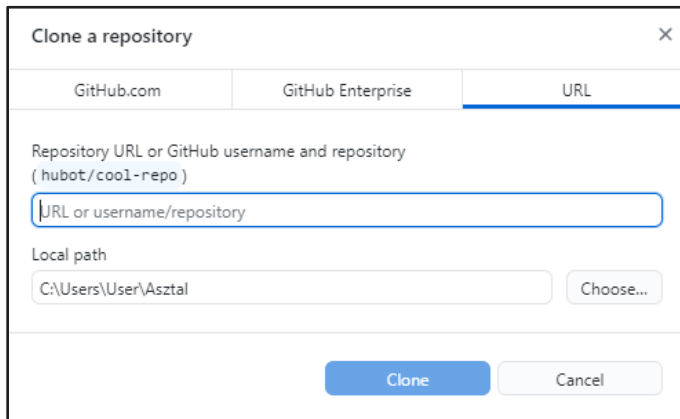 Clone a repository
GitHub.com
GitHub Enterprise
URL
Repository URL or GitHub username and repository
(hubot/cool-repo)
URL or username/repository
Local path
C:\Users\User\Asztal
Choose...
Clone
Cancel